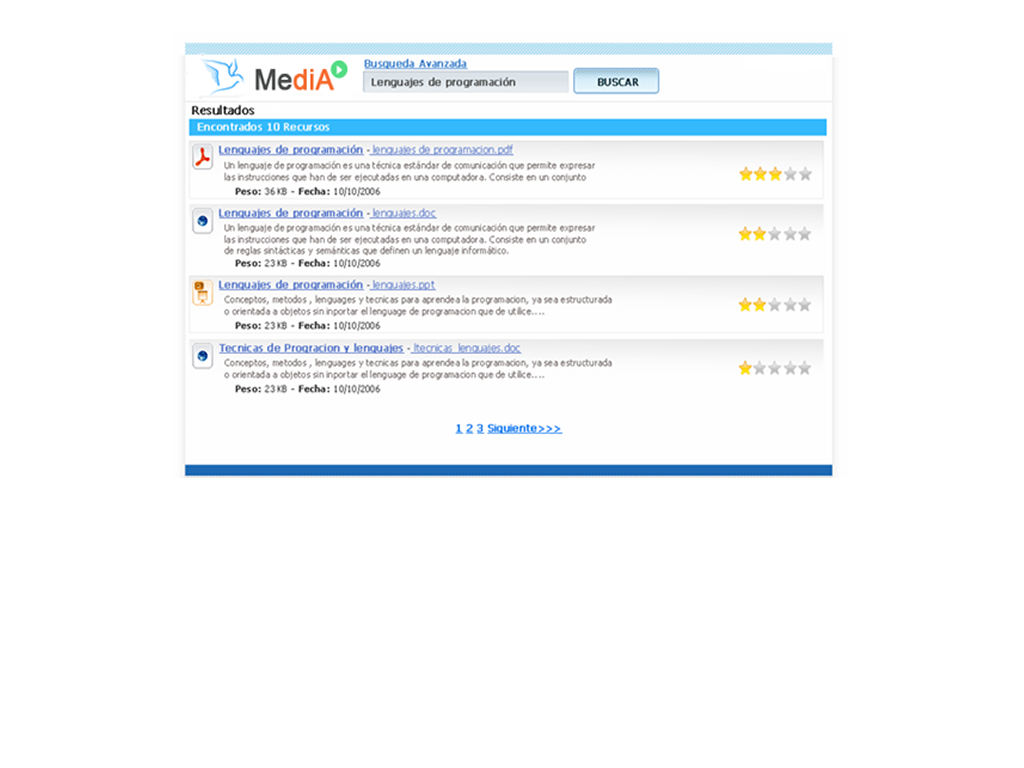 Busqueda Avanzada
MediA
Lenguajes de programación
BUSCAR
Resultados
Encontrados 10 Recursos
Lenguajes de programación - lenguajes de programacion.pdf
Un lenguaje de programación es una técnica estándar de comunicación que permite expresar
las instrucciones que han de ser ejecutadas en una computadora. Consiste en un conjunto
Peso: 36 KB - Fecha: 10/10/2006
Lenguajes de programación - lenguajes.doc
Un lenguaje de programación es una técnica estándar de comunicación que permite expresar
las instrucciones que han de ser ejecutadas en una computadora. Consiste en un conjunto
de reglas sintácticas y semánticas que definen un lenguaje informático.
Peso: 23 KB - Fecha: 10/10/2006
Lenguajes de programación - lenguajes.ppt
Conceptos, metodos , lenguages y tecnicas para aprendea la programacion, ya sea estructurada
o orientada a objetos sin inportar el lenguage de programacion que de utilice....
Peso: 23 KB - Fecha: 10/10/2006
Tecnicas de Progracion y lenguajes - ltecnicas_lenguajes.doc
Conceptos, metodos , lenguages y tecnicas para aprendea la programacion, ya sea estructurada
o orientada a objetos sin inportar el lenguage de programacion que de utilice....
Peso: 23 KB - Fecha: 10/10/2006
1 2 3 Siguiente>>>